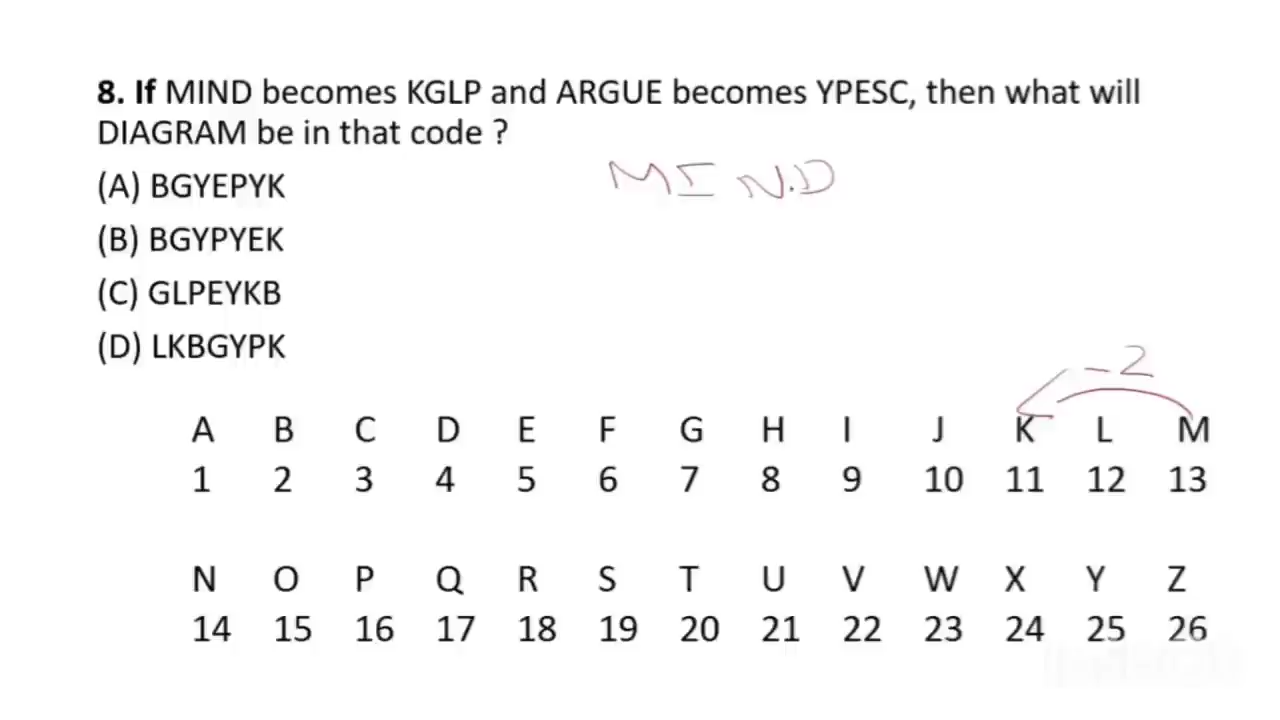 8. If MIND becomes KGLP and ARGUE becomes YPESC, then what will
DIAGRAM be in that code ?
(A) BGYEPYK
MIND
(B) BGYPYEK
(C) GLPEYKB
(D) LKBGYPK
-2
A B C D E F G H I J K L M
1 2 3 4 5 6 7 8 9 10 11 12 13
N O P Q R S T U V W X Y Z
14 15 16 17 18 19 20 21 22 23 24 25 26